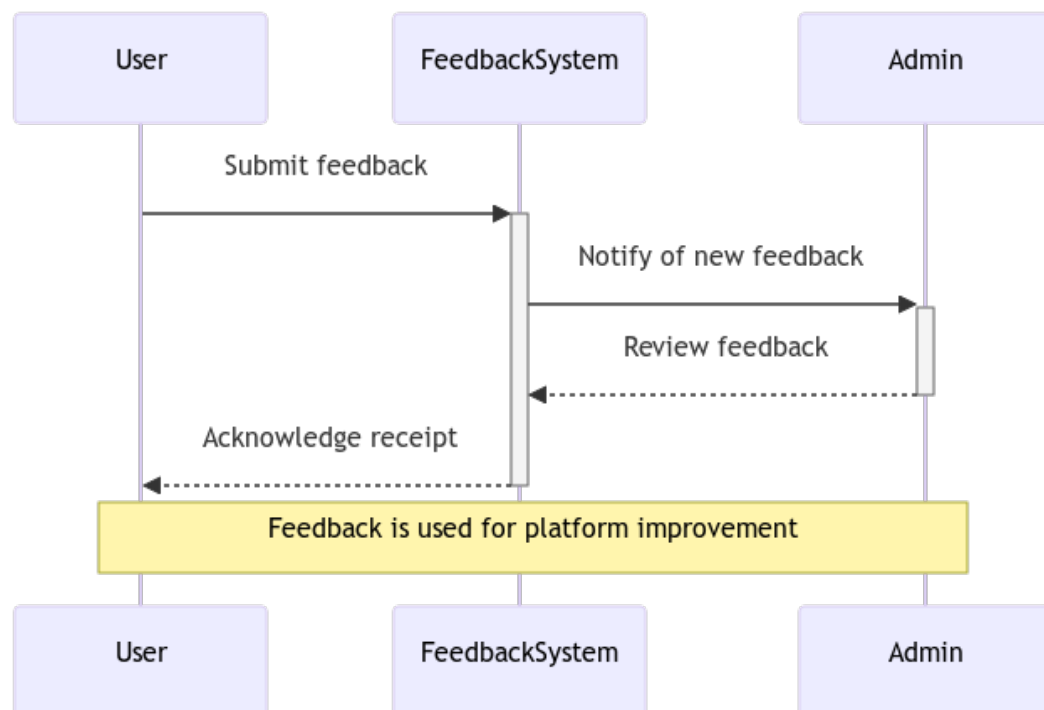 User
FeedbackSystem
Admin
Submit feedback
Notify of new feedback
Review feedback
Acknowledge receipt
Feedback is used for platform improvement
User
FeedbackSystem
Admin